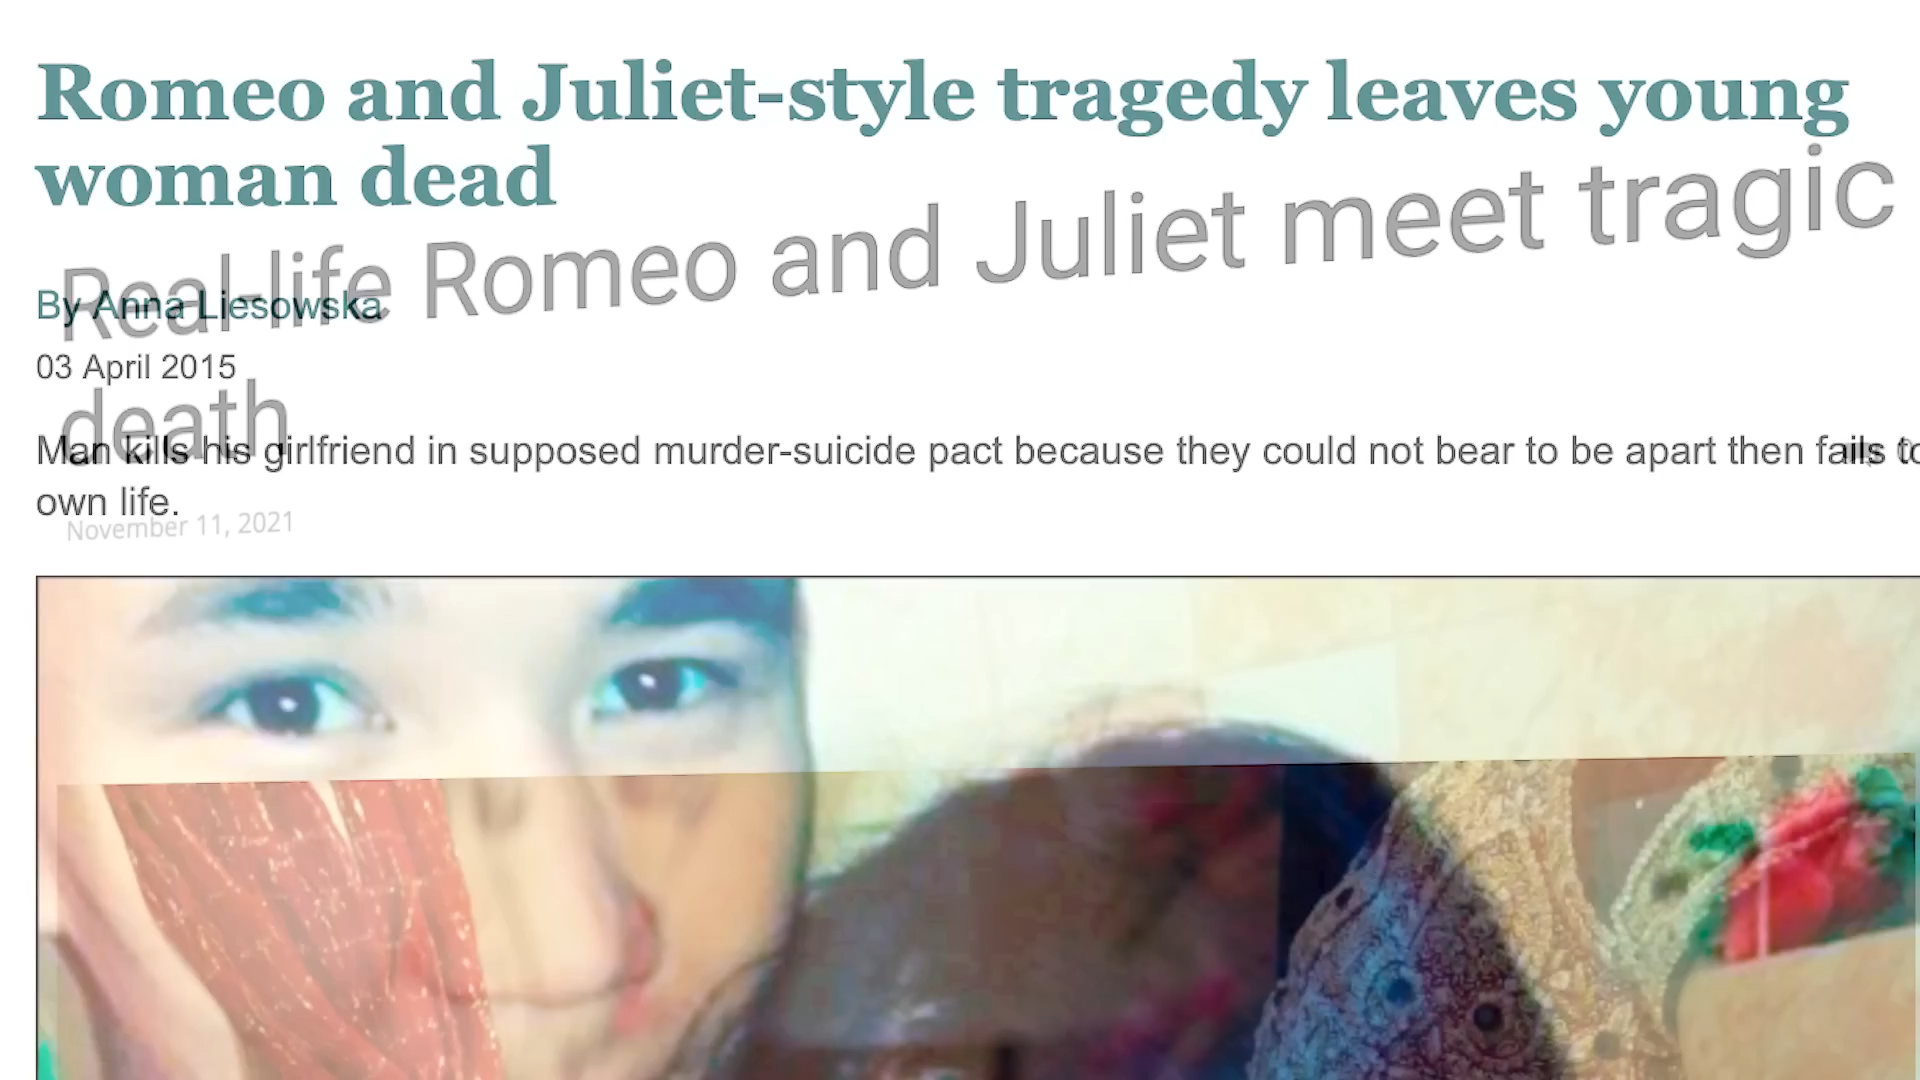 Romeo and Juliet-style tragedy leaves young
woman dead
Real-life Romeo and Juliet meet tragic
death
By Anna Liesowska
03 April 2015
Man kills his girlfriend in supposed murder-suicide pact because they could not bear to be apart then fails to
own life.
November 11, 2021